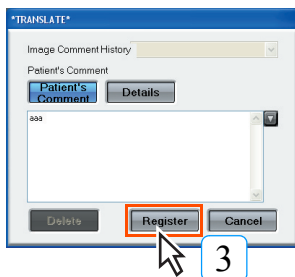 *TRANSLATE*
Image Comment History
Patient's Comment
Patient's Comment
Details
aaa
Delete
Register
Cancel
3